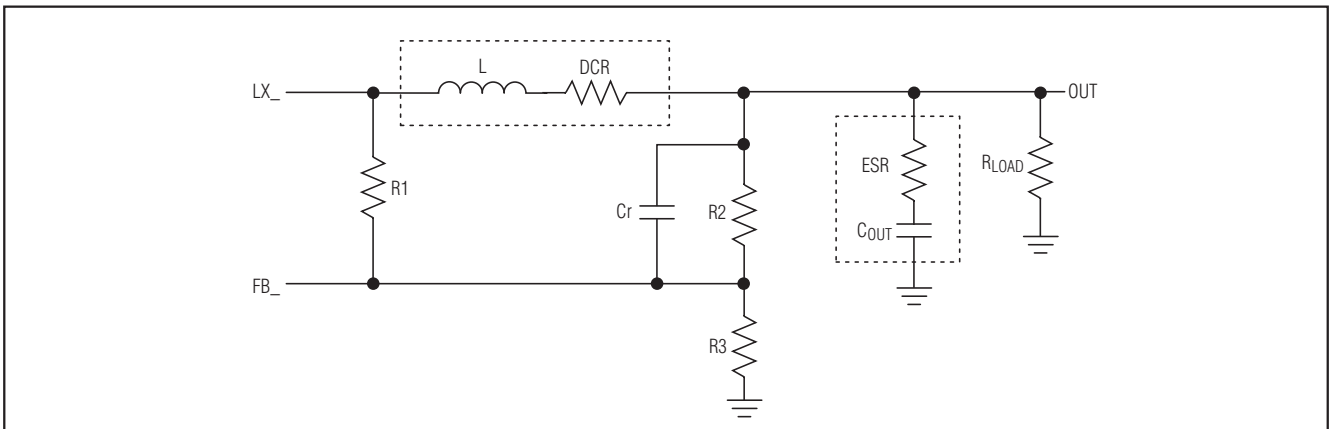 L
DCR
LX_
OUT
R1
Cr
R2
ESR
COUT
RLOAD
FB_
R3